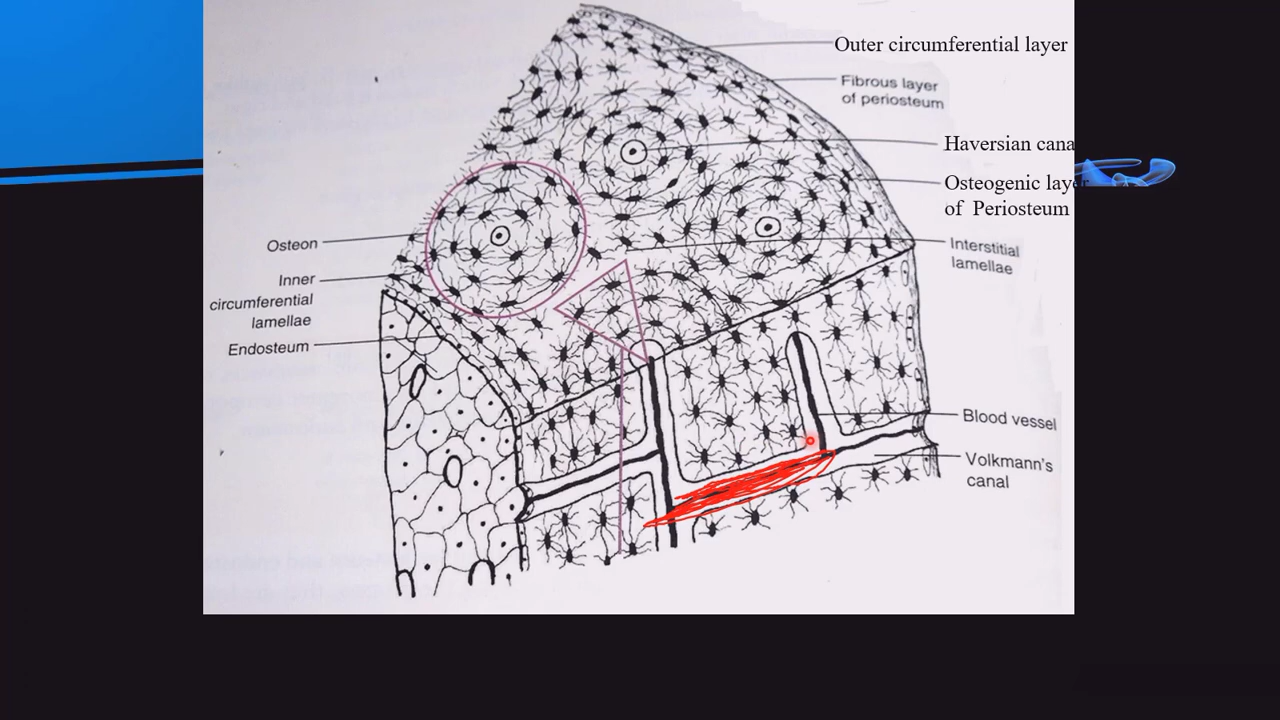 Outer circumferential layer
Fibrous layer
of periosteum
Haversian cana
Osteogenic layer
of Periosteum
Osteon
Interstitial
lamellae
Inner
circumferential
lamellae
Endosteum
Blood vessel
Volkmann's
canal